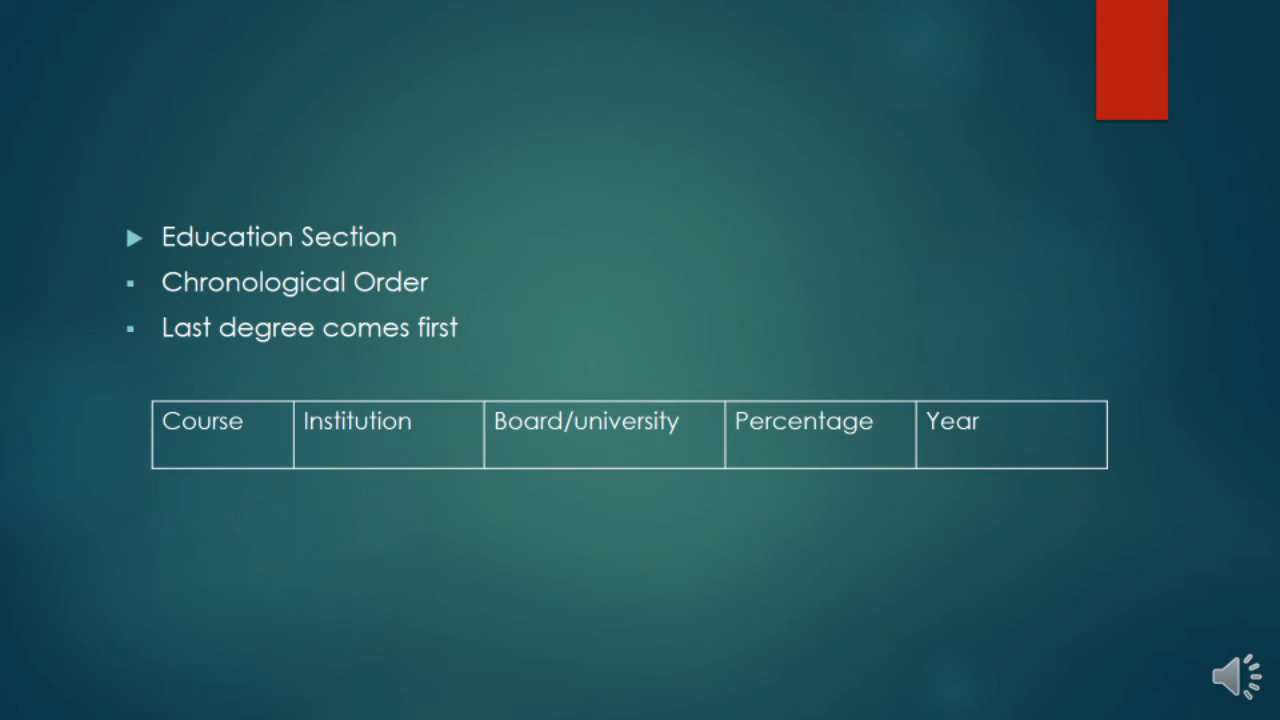 Education Section
Chronological Order
Last degree comes first
Course Institution Board/university Percentage Year